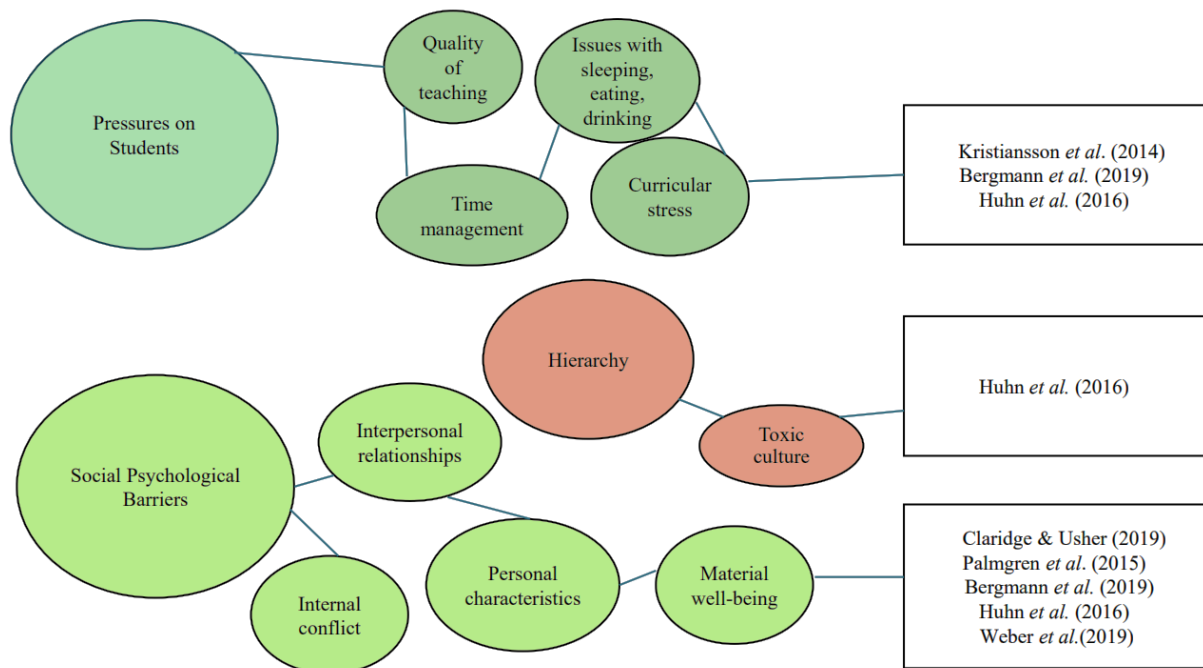 Pressures on
Students
Quality
of
teaching
Time
management
Issues with
sleeping,
eating,
drinking
Curricular
stress
Kristiansson et al. (2014)
Bergmann et al. (2019)
Huhn et al. (2016)
Hierarchy
Toxic
culture
Huhn et al. (2016)
Social Psychological
Barriers
Interpersonal
relationships
Internal
conflict
Personal
characteristics
Material
well-being
Claridge & Usher (2019)
Palmgren et al. (2015)
Bergmann et al. (2019)
Huhn et al. (2016)
Weber et al.(2019)